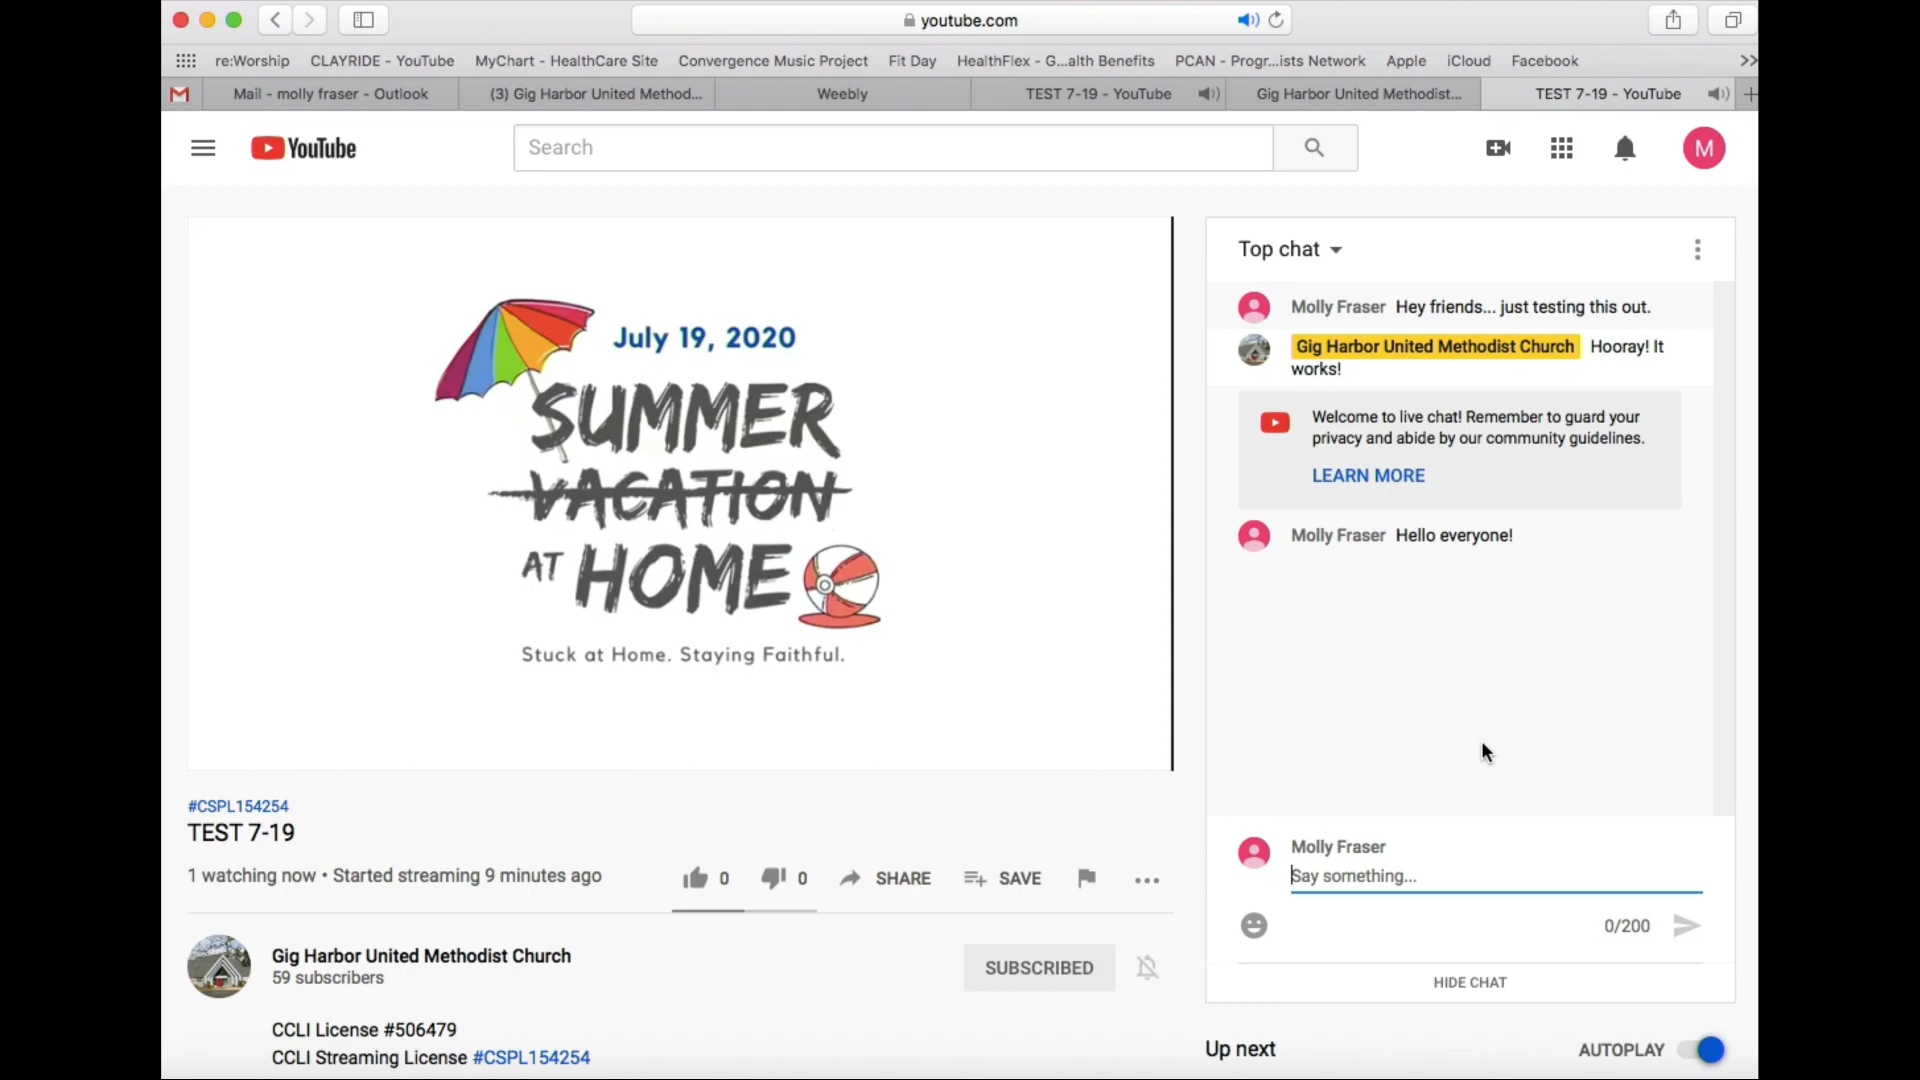 youtube.com
re:Worship CLAYRIDE - YouTube MyChart - HealthCare Site Convergence Music Project Fit Day HealthFlex - G...alth Benefits PCAN - Progr...ists Network Apple iCloud Facebook
Mail - molly fraser - Outlook (3) Gig Harbor United Method... Weebly TEST 7-19 - YouTube Gig Harbor United Methodist... TEST 7-19 - YouTube
YouTube
Search
M
July 19, 2020
SUMMER
VACATION
AT HOME
Stuck at Home. Staying Faithful.
#CSPL154254
TEST 7-19
1 watching now • Started streaming 9 minutes ago
0 0 SHARE SAVE
Gig Harbor United Methodist Church
59 subscribers
SUBSCRIBED
CCLI License #506479
CCLI Streaming License #CSPL154254
Top chat
Molly Fraser Hey friends... just testing this out.
Gig Harbor United Methodist Church Hooray! It
works!
Welcome to live chat! Remember to guard your
privacy and abide by our community guidelines.
LEARN MORE
Molly Fraser Hello everyone!
Molly Fraser
Say something...
0/200
HIDE CHAT
Up next AUTOPLAY